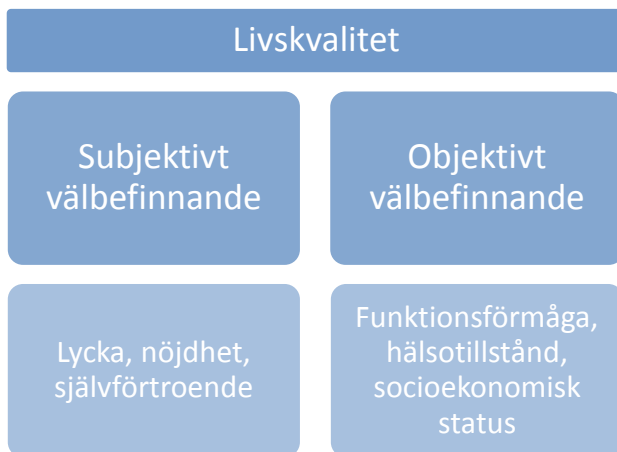 Livskvalitet
Subjektivt
välbefinnande
Objektivt
välbefinnande
Lycka, nöjdhet,
självförtroende
Funktionsförmåga,
hälsotillstånd,
socioekonomisk
status